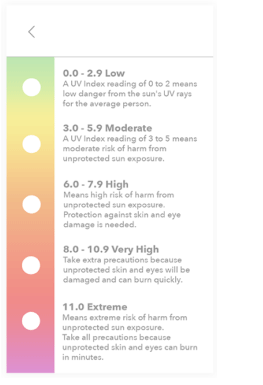 0.0 - 2.9 Low
A UV Index reading of 0 to 2 means
low danger from the sun's UV rays
for the average person.
3.0 - 5.9 Moderate
A UV Index reading of 3 to 5 means
moderate risk of harm from
unprotected sun exposure.
6.0 - 7.9 High
Means high risk of harm from
unprotected sun exposure.
Protection against skin and eye
damage is needed.
8.0 - 10.9 Very High
Take extra precautions because
unprotected skin and eyes will be
damaged and can burn quickly.
11.0 Extreme
Means extreme risk of harm from
unprotected sun exposure.
Take all precautions because
unprotected skin and eyes can burn
in minutes.